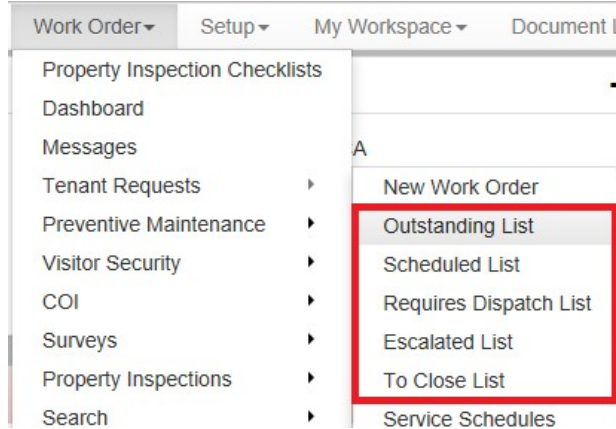 Work Order Setup My Workspace Document
Property Inspection Checklists
Dashboard
Messages
A
Tenant Requests
New Work Order
Preventive Maintenance
Outstanding List
Visitor Security
Scheduled List
COI
Requires Dispatch List
Surveys
Escalated List
Property Inspections
To Close List
Search
Service Schedules